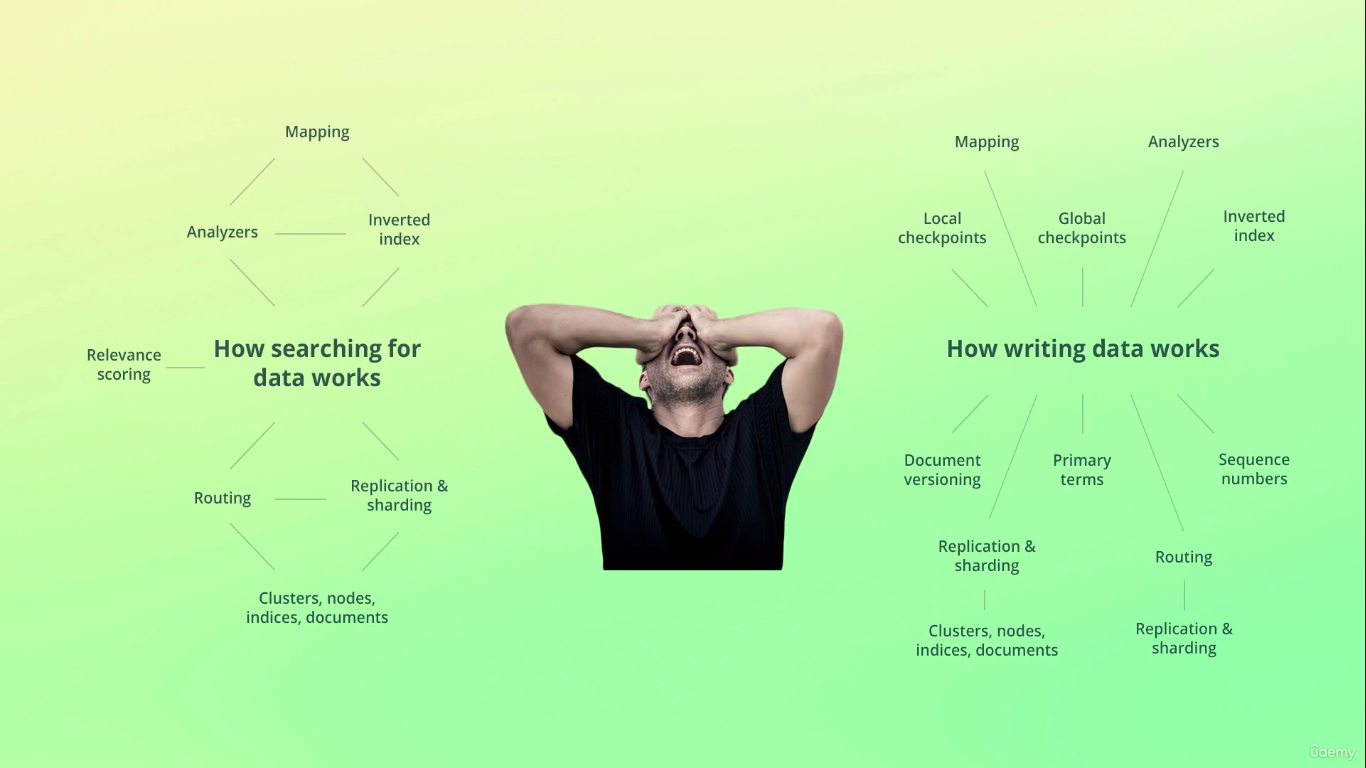 Mapping
Analyzers
Inverted
index
Relevance
scoring
How searching for
data works
Routing
Replication &
sharding
Clusters, nodes,
indices, documents
Mapping
Analyzers
Local
checkpoints
Global
checkpoints
Inverted
index
How writing data works
Document
versioning
Primary
terms
Sequence
numbers
Replication &
sharding
Routing
Clusters, nodes,
indices, documents
Replication &
sharding
ûdemy